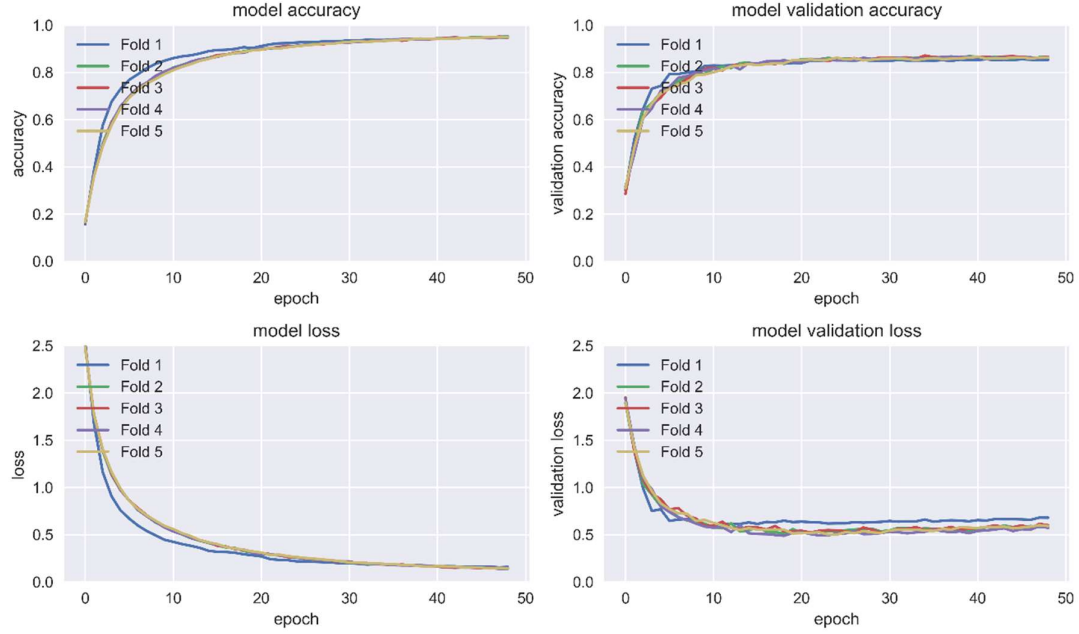 model accuracy
accuracy
1.0
0.8
0.6
0.4
0.2
0.0
Fold 1
Fold 2
Fold 3
Fold 4
Fold 5
0 10 20 30 40 50
epoch
model validation accuracy
validation accuracy
1.0
0.8
0.6
0.4
0.2
0.0
Fold 1
Fold 2
Fold 3
Fold 4
Fold 5
0 10 20 30 40 50
epoch
model loss
loss
2.5
2.0
1.5
1.0
0.5
0.0
Fold 1
Fold 2
Fold 3
Fold 4
Fold 5
0 10 20 30 40 50
epoch
model validation loss
validation loss
2.5
2.0
1.5
1.0
0.5
0.0
Fold 1
Fold 2
Fold 3
Fold 4
Fold 5
0 10 20 30 40 50
epoch